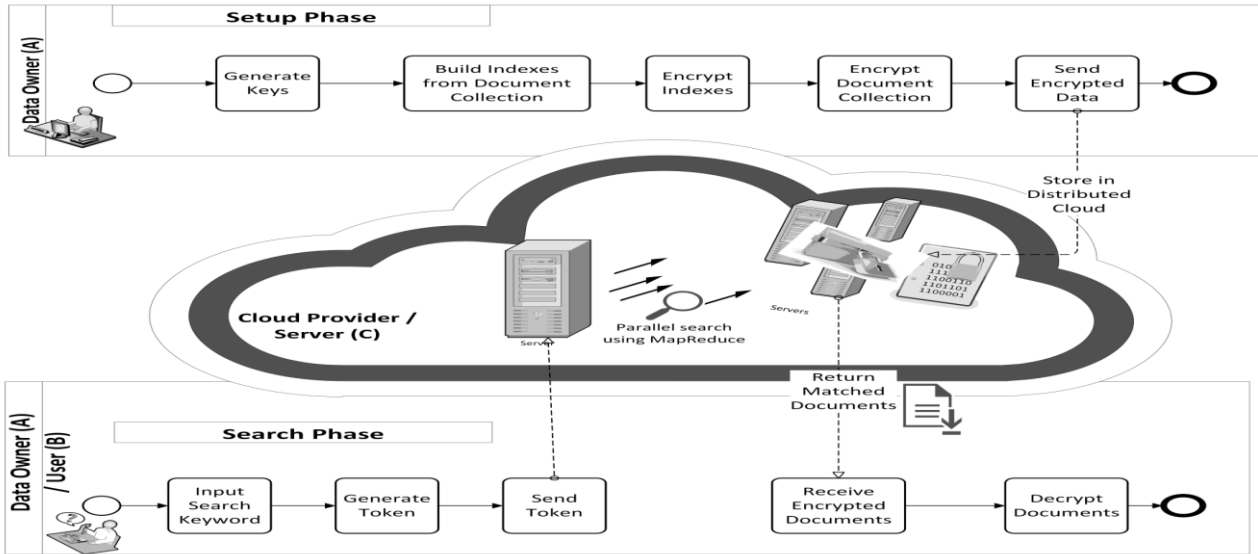 Setup Phase
Data Owner (A)
Generate
Keys
Build Indexes
from Document
Collection
Encrypt
Indexes
Encrypt
Document
Collection
Send
Encrypted
Data
Store in
Distributed
Cloud
010
111
1100110
1101101
1100001
Servers
Cloud Provider /
Server (C)
Server
Parallel search
using MapReduce
Return
Matched
Documents
Data Owner (A)
/ User (B)
Search Phase
?
Input
Search
Keyword
Generate
Token
Send
Token
Receive
Encrypted
Documents
Decrypt
Documents